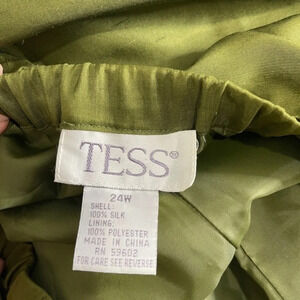 TESS®
24W
SHELL:
100% SILK
LINING:
100% POLYESTER
MADE IN CHINA
RN 59602
FOR CARE SEE REVERSE